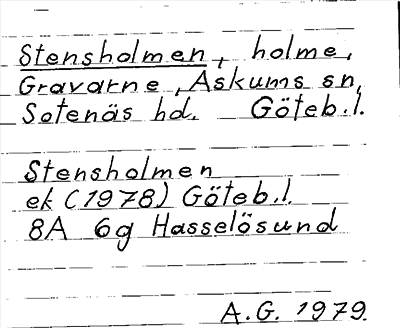 Stensholmen, holme,
Gravarne, Askums sn,
Sotenäs hd. Göteb.l.
Stensholmen
ek (1978) Göteb.l.
8A 6g Hasselösund
A.G. 1979.